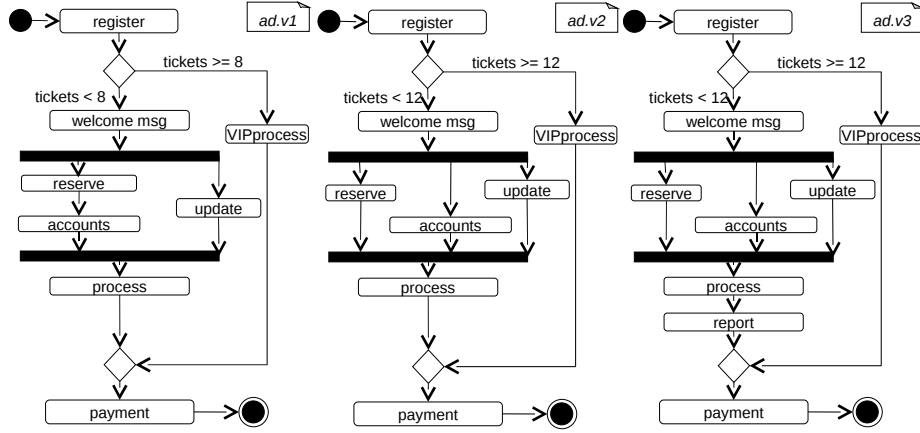 ad.v1
register
tickets >= 8
tickets < 8
welcome msg
VIPprocess
reserve
update
accounts
process
payment
ad.v2
register
tickets >= 12
tickets < 12
welcome msg
VIPprocess
reserve
update
accounts
process
payment
ad.v3
register
tickets >= 12
tickets < 12
welcome msg
VIPprocess
reserve
update
accounts
process
report
payment